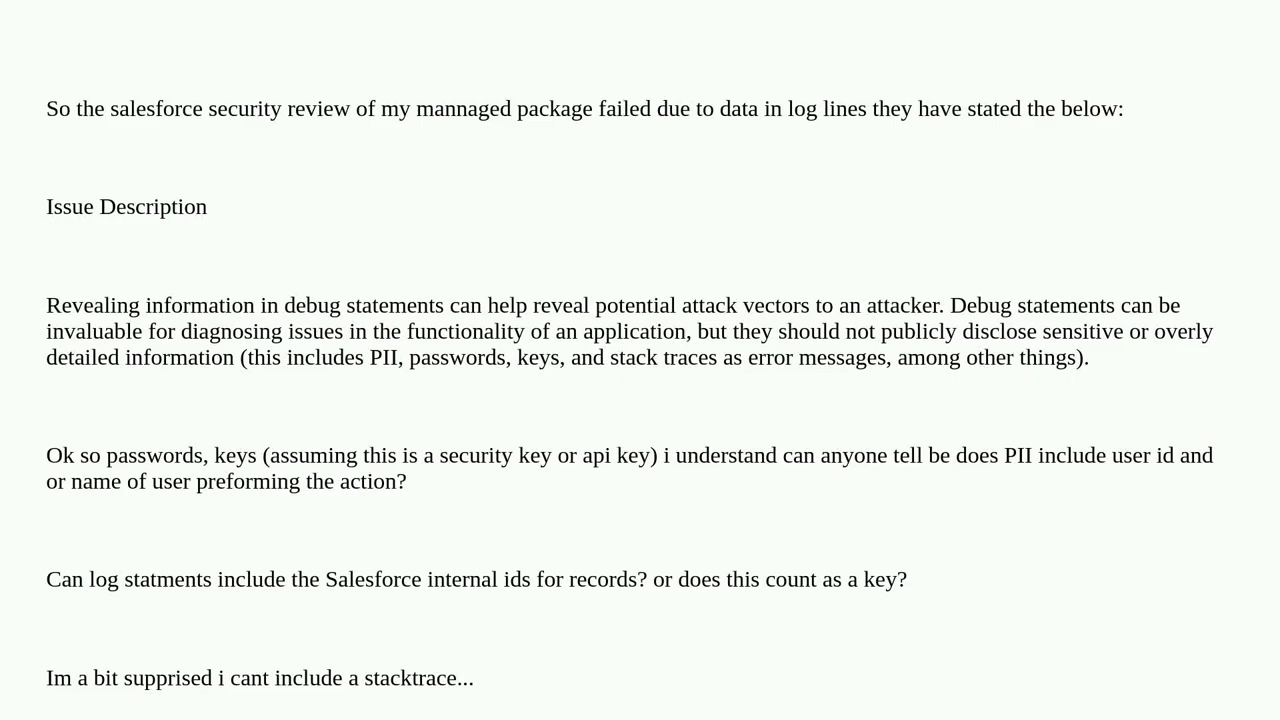 So the salesforce security review of my mannaged package failed due to data in log lines they have stated the below:
Issue Description
Revealing information in debug statements can help reveal potential attack vectors to an attacker. Debug statements can be
invaluable for diagnosing issues in the functionality of an application, but they should not publicly disclose sensitive or overly
detailed information (this includes PII, passwords, keys, and stack traces as error messages, among other things).
Ok so passwords, keys (assuming this is a security key or api key) i understand can anyone tell be does PII include user id and
or name of user preforming the action?
Can log statments include the Salesforce internal ids for records? or does this count as a key?
Im a bit supprised i cant include a stacktrace...